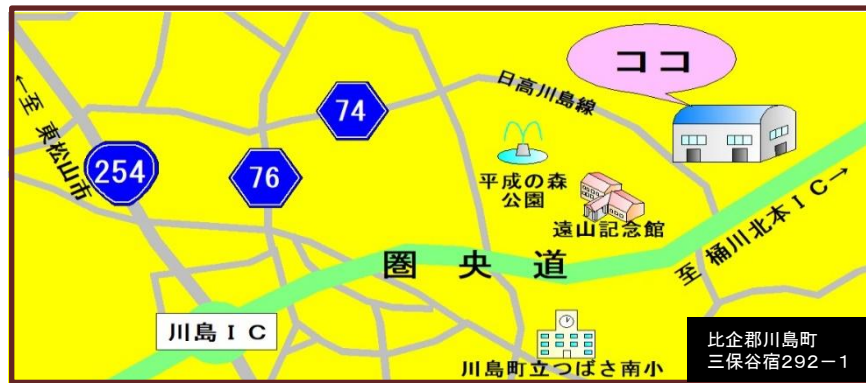 ココ
日高川島線
74
←至 東松山市
254
76
平成の森
公園
遠山記念館
圏央道
至 桶川北本IC→
川島IC
川島町立つばさ南小
比企郡川島町
三保谷宿292-1